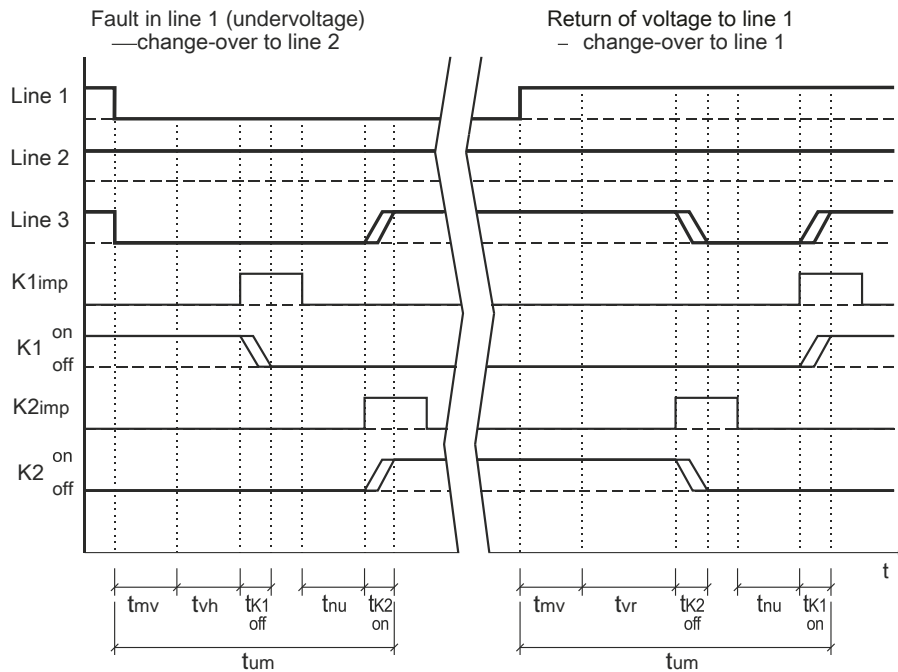 Fault in line 1 (undervoltage)
—change-over to line 2
Return of voltage to line 1
– change-over to line 1
Line 1
Line 2
Line 3
K1imp
K1 on
off
K2imp
K2 on
off
t
tmv tvh tK1 off tnu tK2 on
tmv tvr tK2 off tnu tK1 on
tum tum